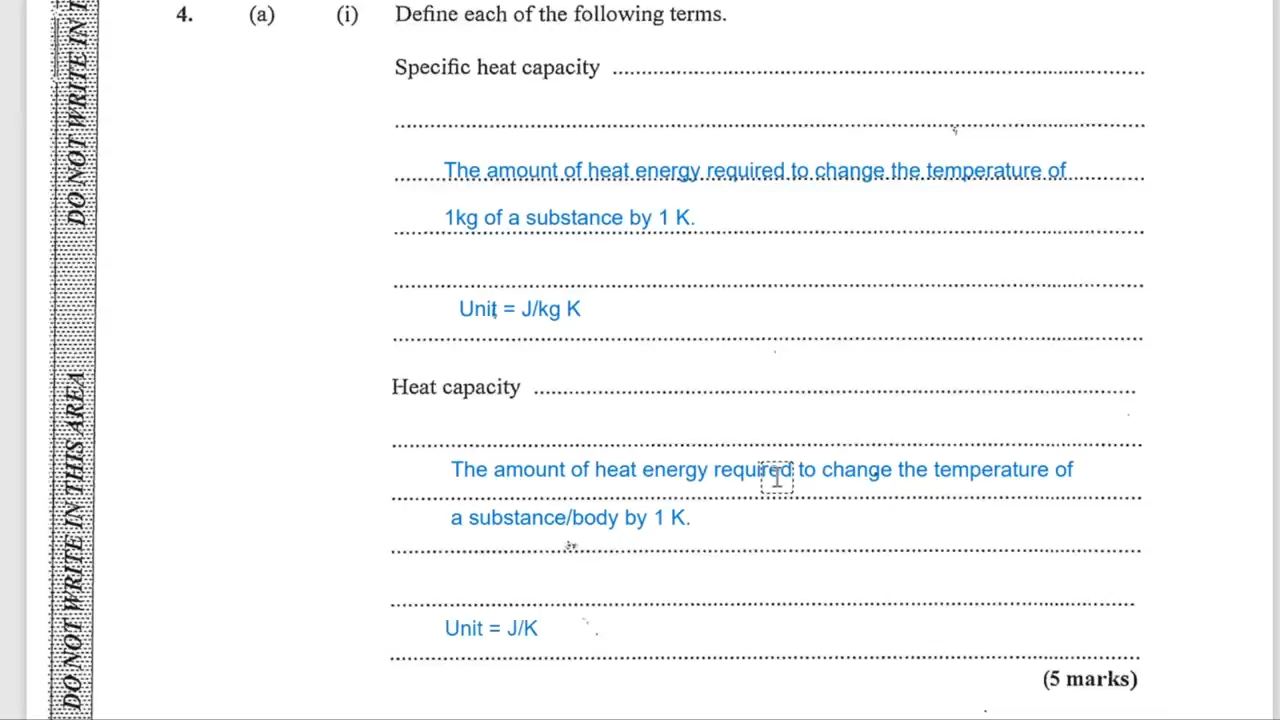 4. (a) (i) Define each of the following terms.
Specific heat capacity
The amount of heat energy required to change the temperature of
1kg of a substance by 1 K.
Unit = J/kg K
Heat capacity
The amount of heat energy required to change the temperature of
a substance/body by 1 K.
Unit = J/K
(5 marks)
DO NOT WRITE IN T
DO NOT WRITE IN THIS AREA